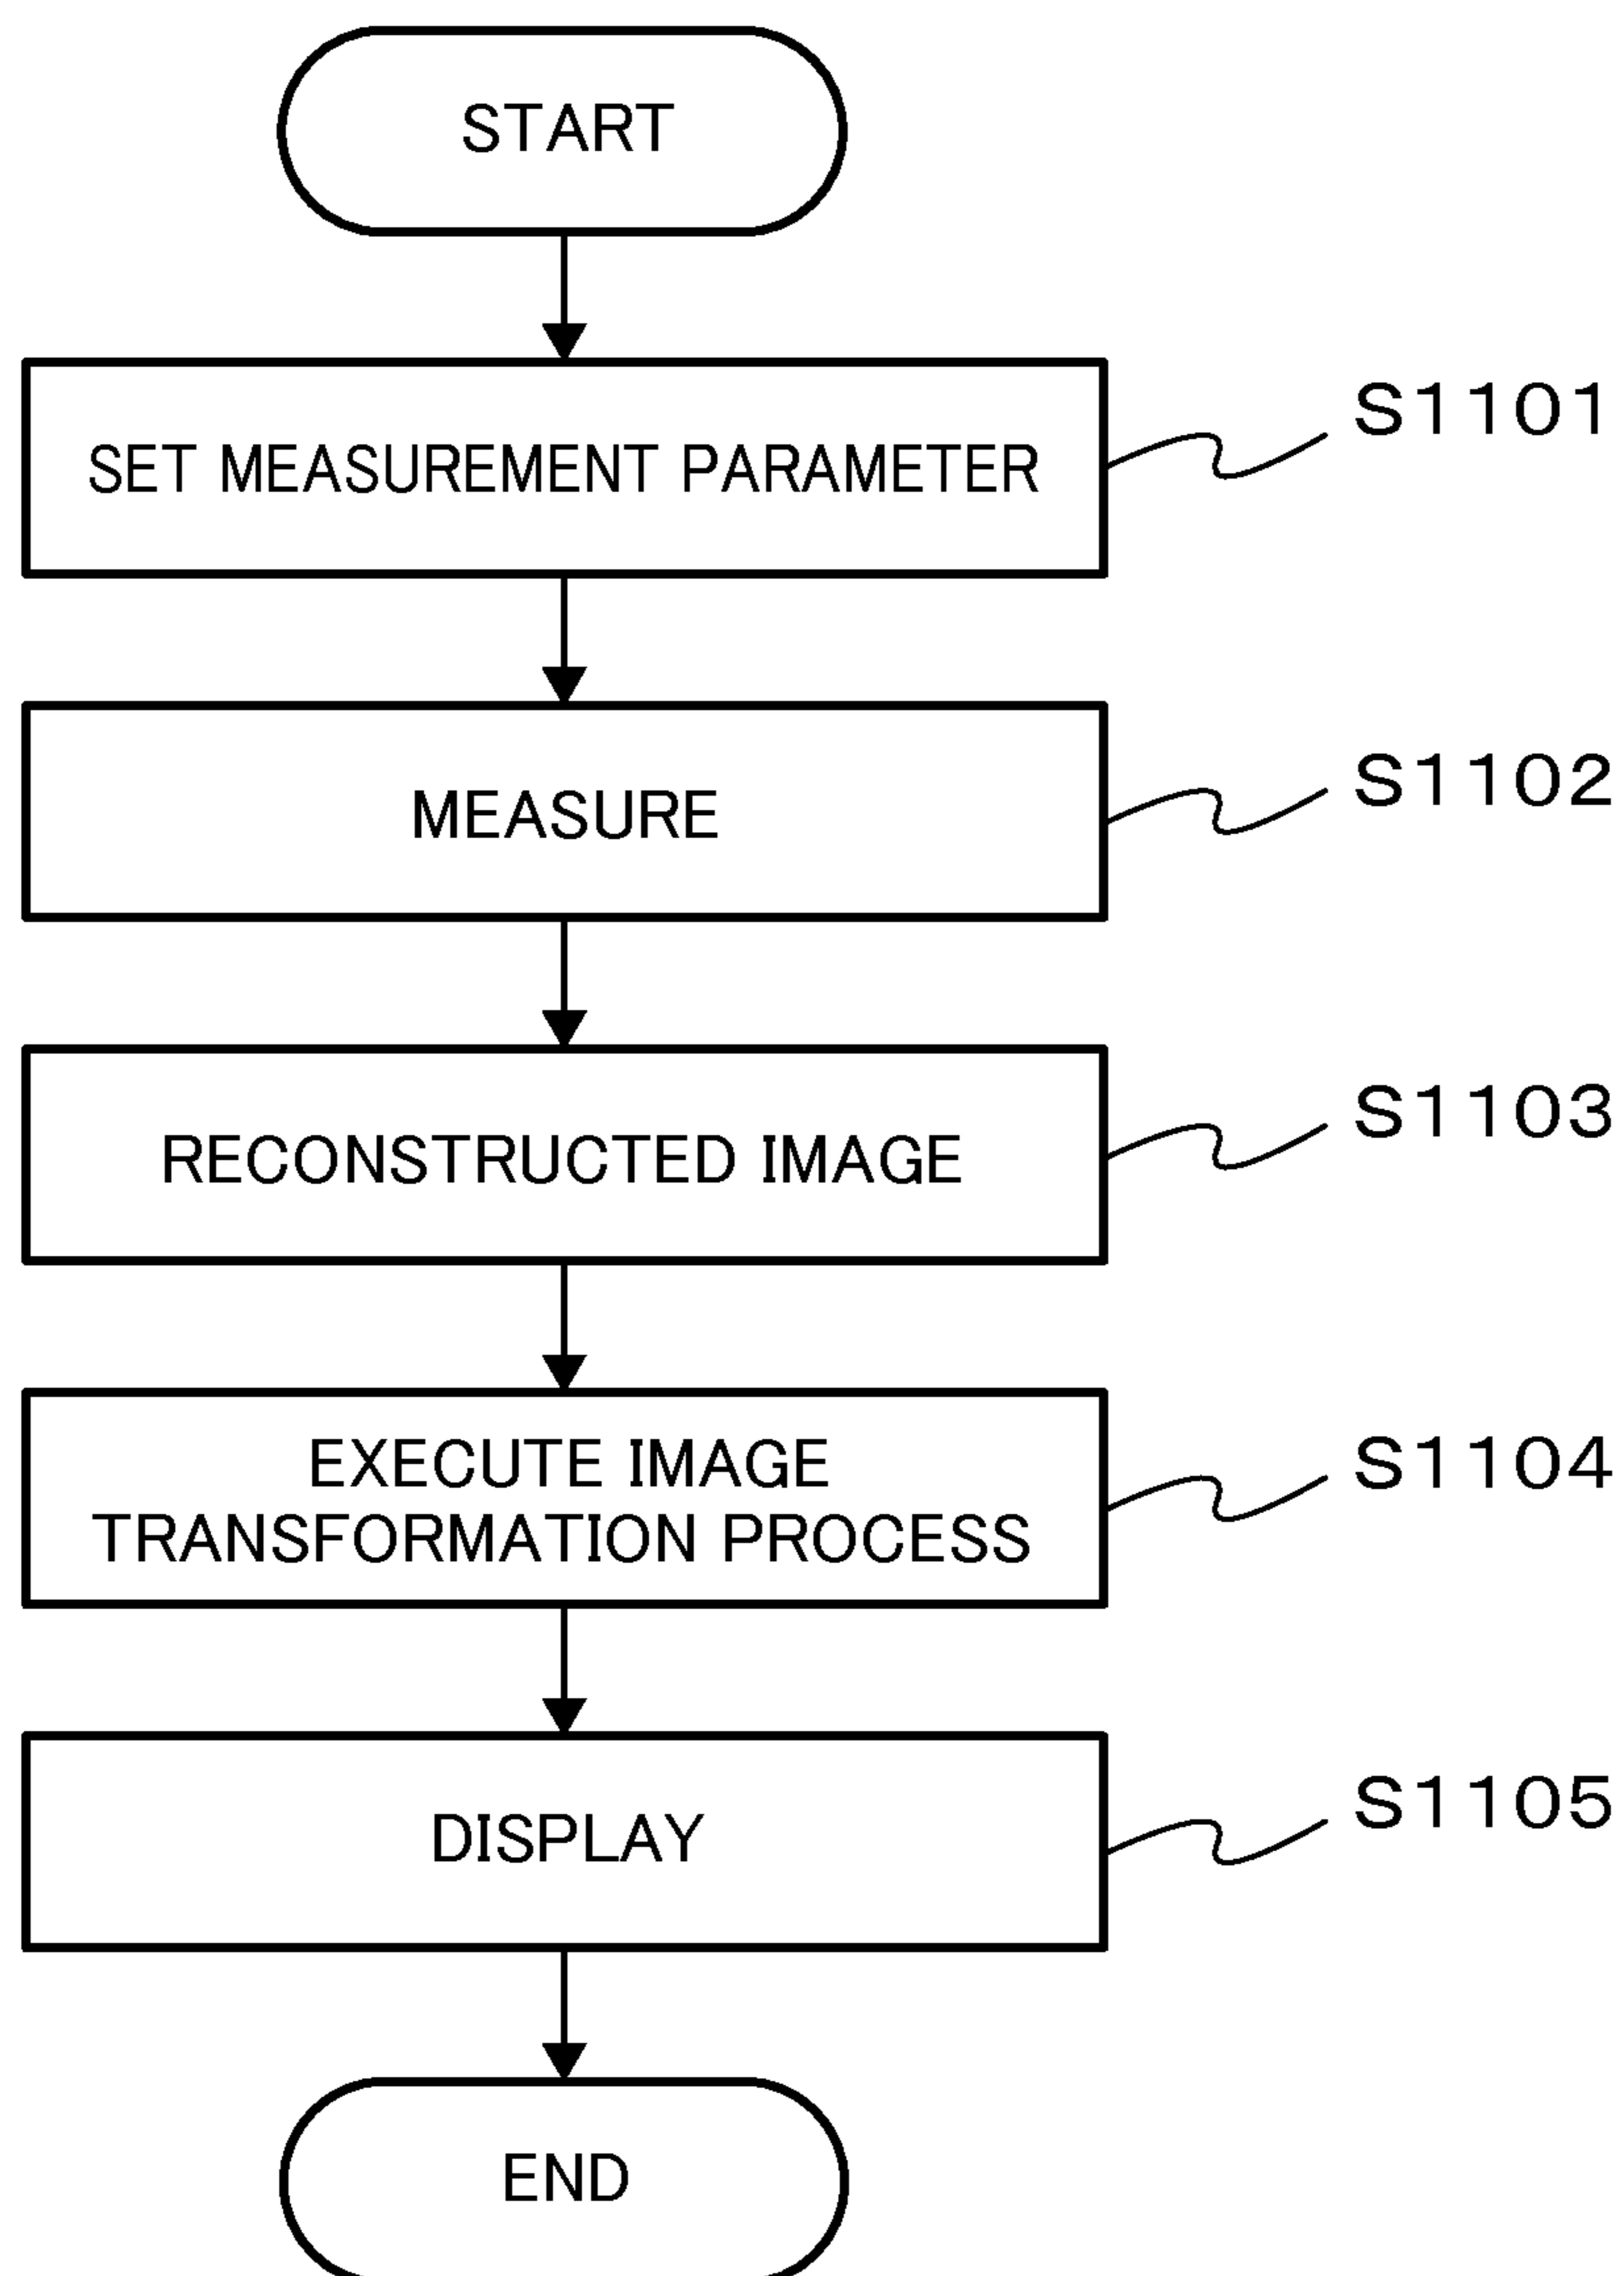 START
SET MEASUREMENT PARAMETER
S1101
MEASURE
S1102
RECONSTRUCTED IMAGE
S1103
EXECUTE IMAGE
TRANSFORMATION PROCESS
S1104
DISPLAY
S1105
END